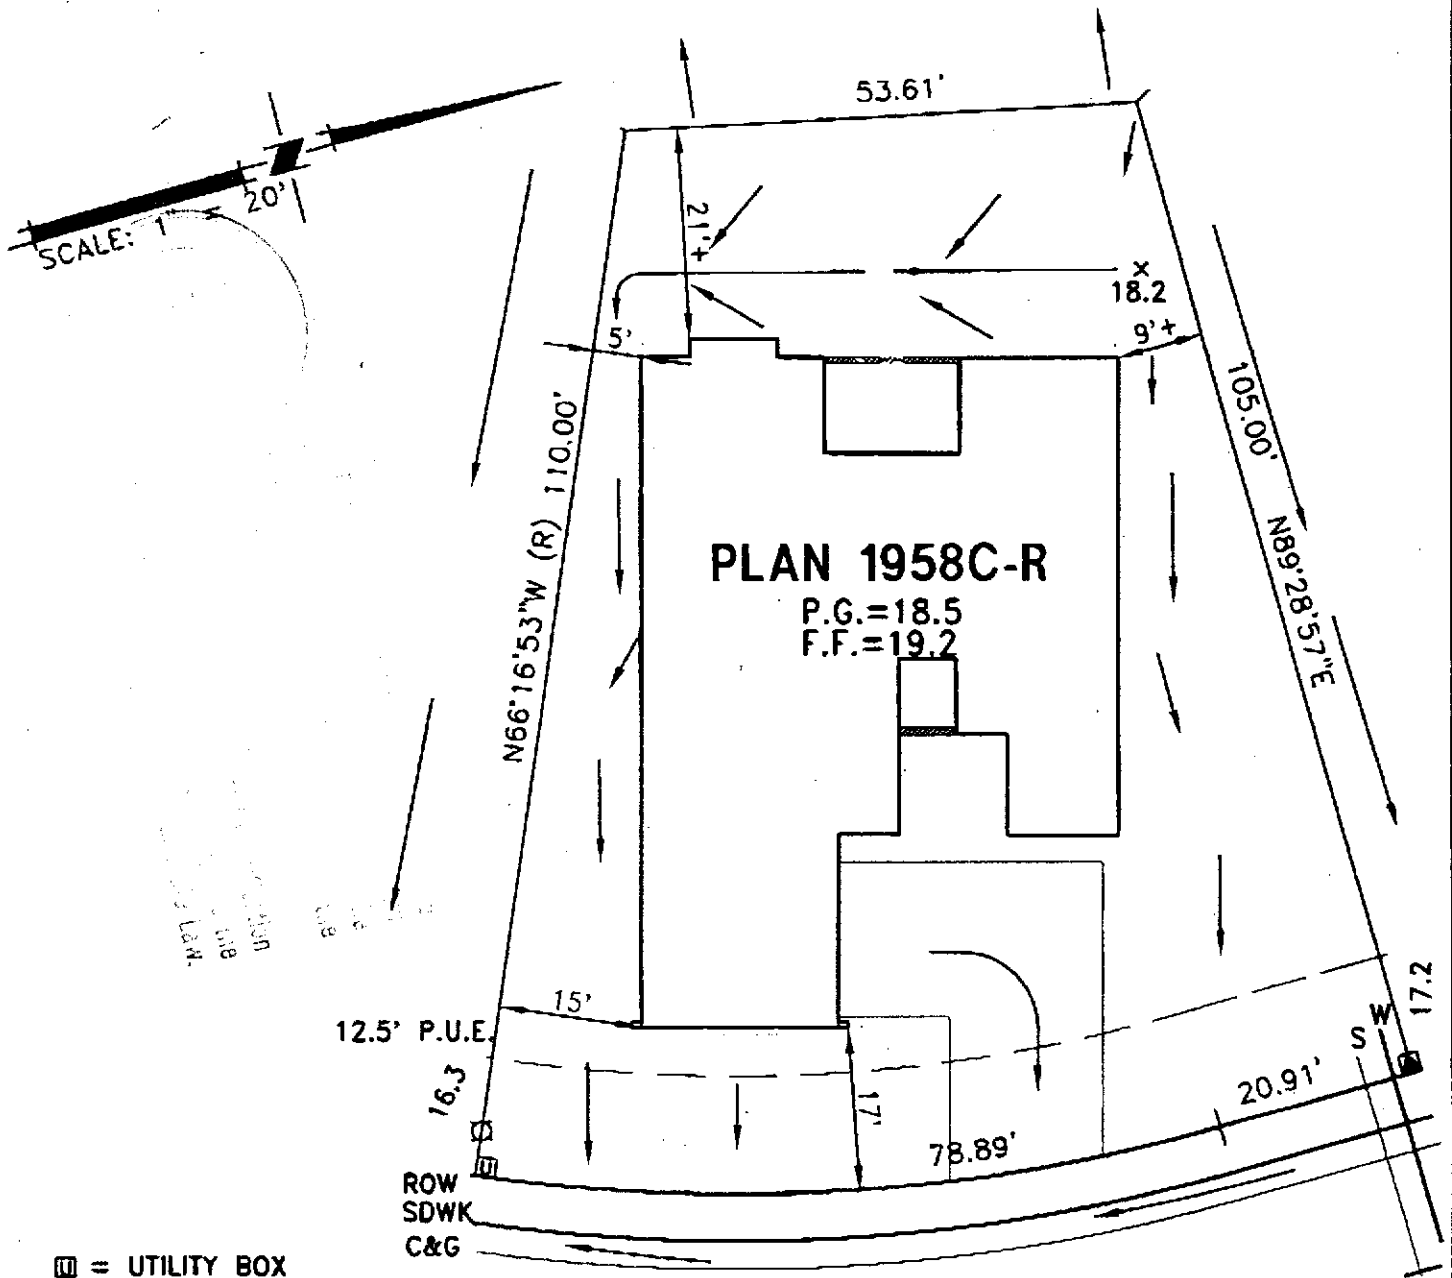 53.61'
SCALE: 1" = 20'
21'+
x
18.2
5'
9'+
105.00'
N66°16'53"W (R) 110.00'
PLAN 1958C-R
P.G.=18.5
F.F.=19.2
N89°28'57"E
15'
12.5' P.U.E.
16.3
17'
17.2
W
S
20.91'
78.89'
U
ROW
SDWK
C&G
U = UTILITY BOX
Law.